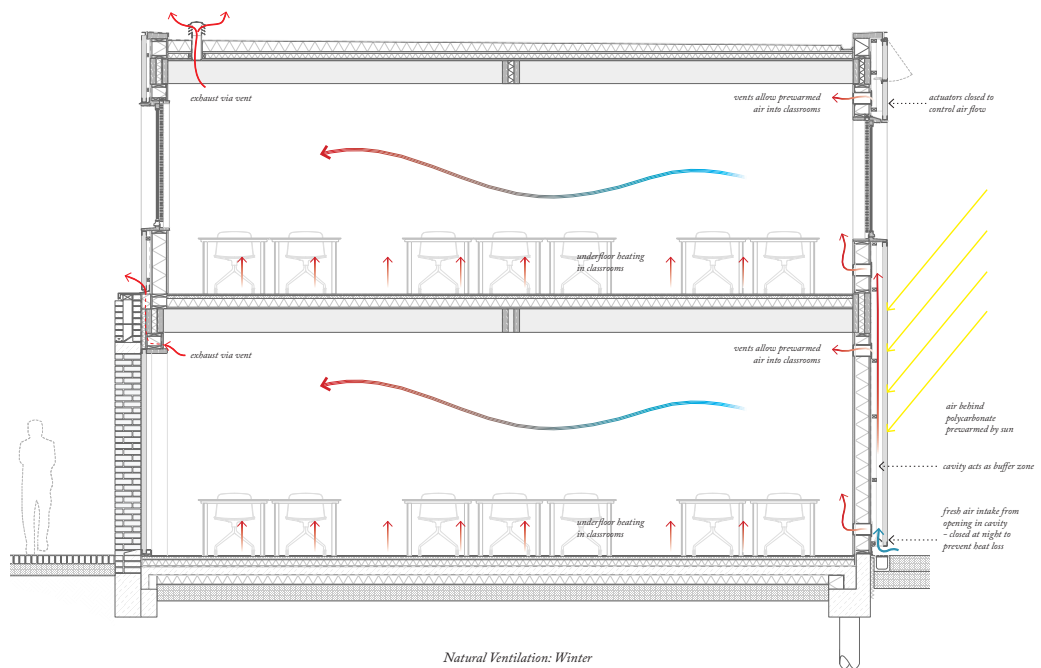 exhaust via vent
vents allow prewarmed
air into classrooms
actuators closed to
control air flow
underfloor heating
in classrooms
exhaust via vent
vents allow prewarmed
air into classrooms
air behind
polycarbonate
prewarmed by sun
cavity acts as buffer zone
underfloor heating
in classrooms
fresh air intake from
opening in cavity
- closed at night to
prevent heat loss
Natural Ventilation: Winter